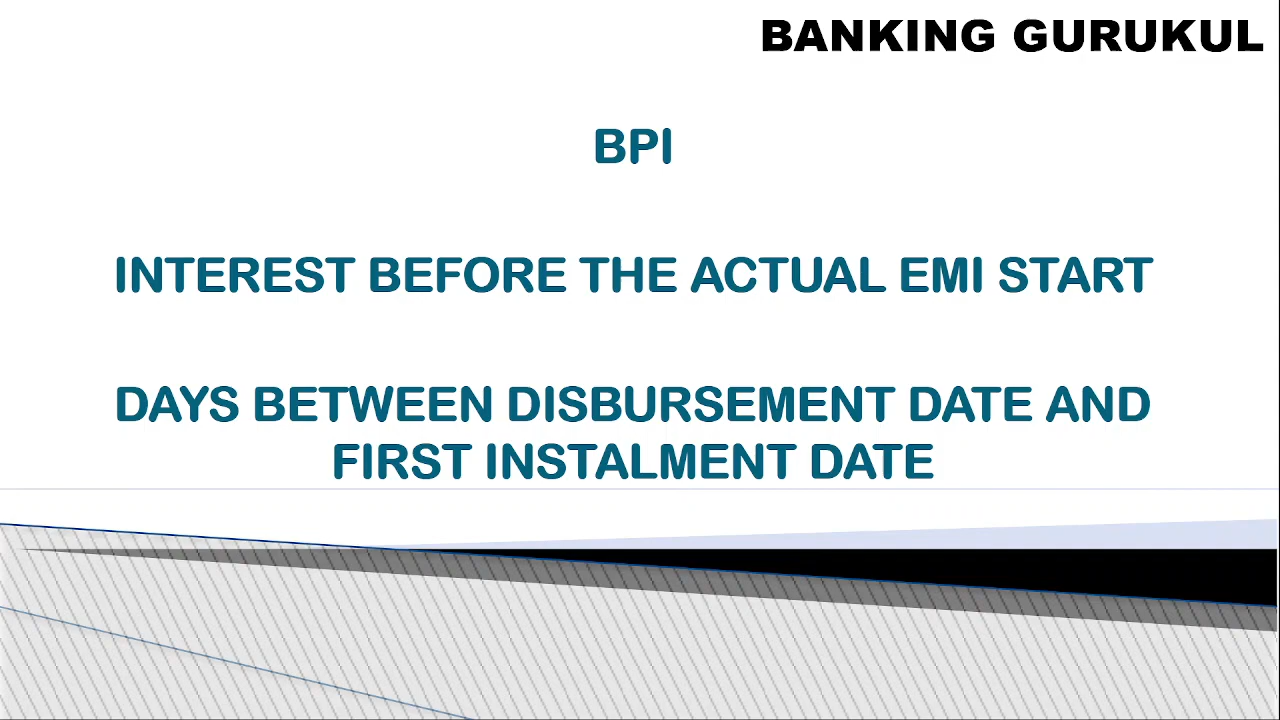 BANKING GURUKUL
BPI
INTEREST BEFORE THE ACTUAL EMI START
DAYS BETWEEN DISBURSEMENT DATE AND
FIRST INSTALMENT DATE